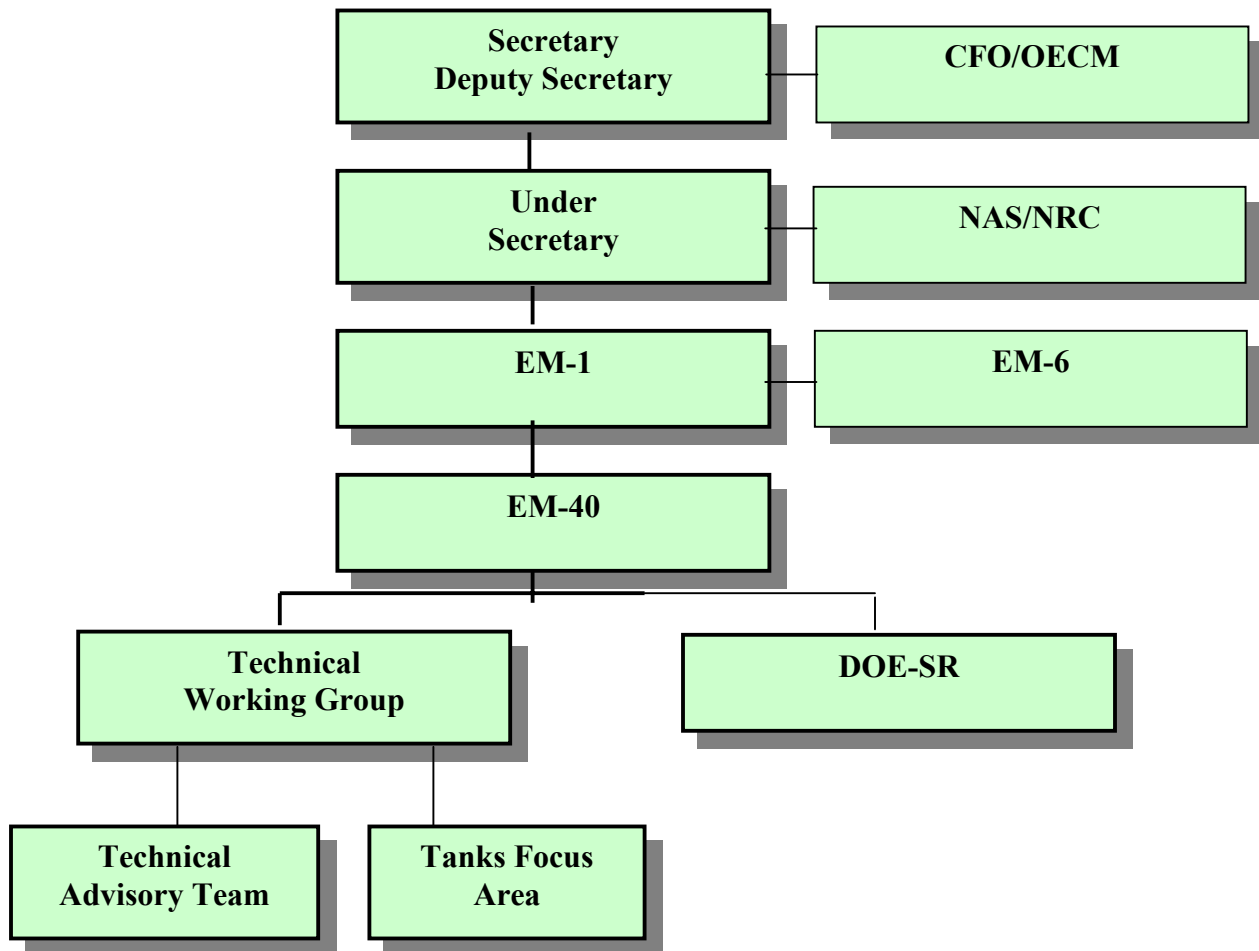 Secretary
Deputy Secretary
CFO/OECM
Under
Secretary
NAS/NRC
EM-1
EM-6
EM-40
Technical
Working Group
DOE-SR
Technical
Advisory Team
Tanks Focus
Area